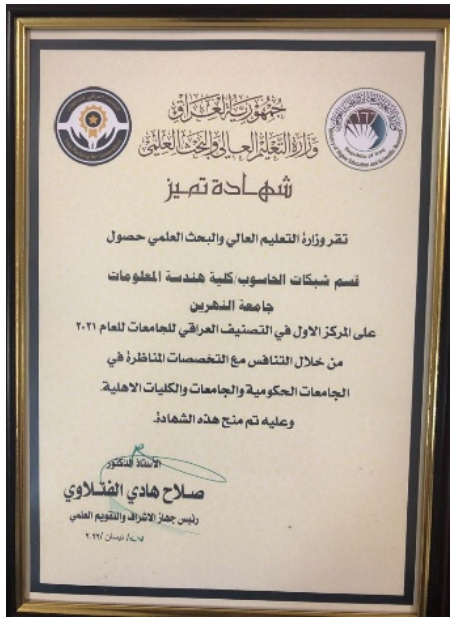 جمهورية العراق
وزارة التعليم العالي والبحث العلمي
شهادة تميز
تقر وزارة التعليم العالي والبحث العلمي حصول
قسم شبكات الحاسوب/كلية هندسة المعلومات
جامعة النهرين
على المركز الاول في التصنيف العراقي للجامعات للعام ٢٠٢١
من خلال التنافس مع التخصصات المناظرة في
الجامعات الحكومية والجامعات والكليات الاهلية.
وعليه تم منح هذه الشهادة.
الأستاذ الدكتور
صلاح هادي الفتلاوي
رئيس جهاز الاشراف والتقويم العلمي
نيسان/٢٠٢٢